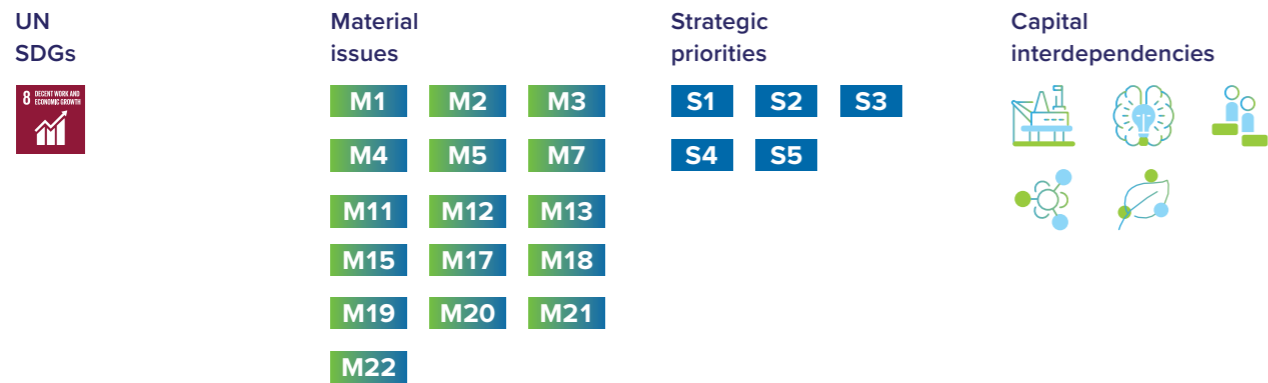 UN
SDGs
8 DECENT WORK AND
ECONOMIC GROWTH
Material
issues
M1 M2 M3
M4 M5 M7
M11 M12 M13
M15 M17 M18
M19 M20 M21
M22
Strategic
priorities
S1 S2 S3
S4 S5
Capital
interdependencies